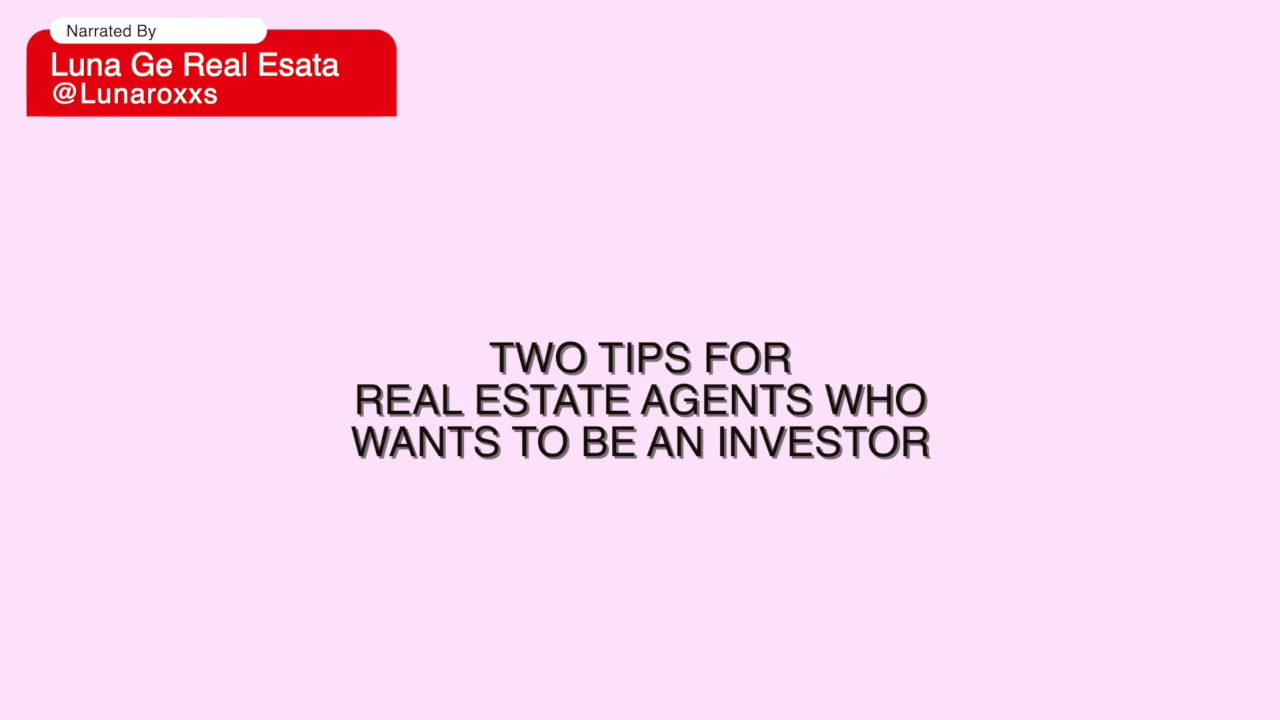 Narrated By
Luna Ge Real Esata
@Lunaroxxs
TWO TIPS FOR
REAL ESTATE AGENTS WHO
WANTS TO BE AN INVESTOR